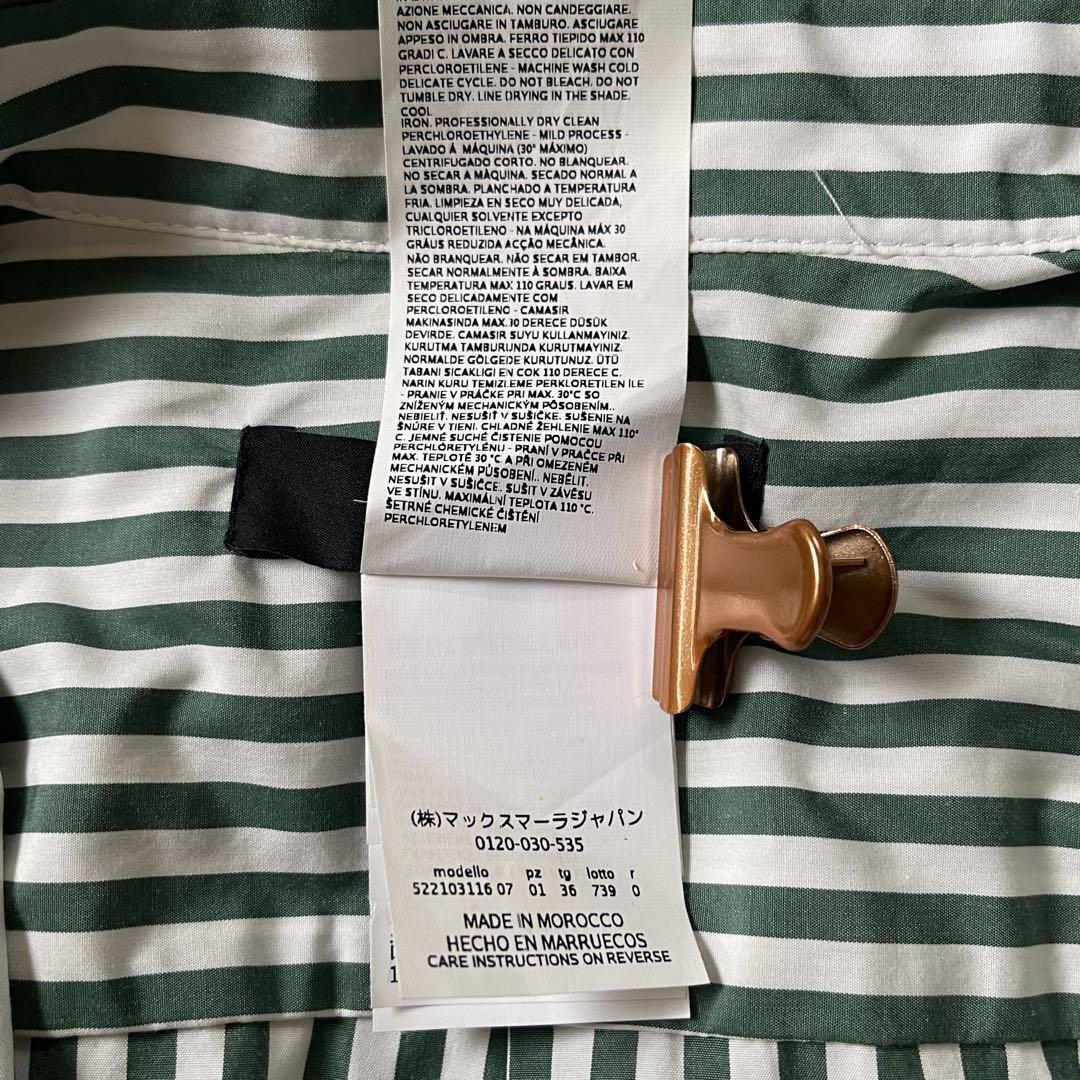 AZIONE MECCANICA. NON CANDEGGIARE.
NON ASCIUGARE IN TAMBURO. ASCIUGARE
APPESO IN OMBRA. FERRO TIEPIDO MAX 110
GRADI C. LAVARE A SECCO DELICATO CON
PERCLOROETILENE - MACHINE WASH COLD
DELICATE CYCLE. DO NOT BLEACH. DO NOT
TUMBLE DRY. LINE DRYING IN THE SHADE.
COOL
IRON. PROFESSIONALLY DRY CLEAN
PERCHLOROETHYLENE - MILD PROCESS -
LAVADO Á MÁQUINA (30° MÁXIMO)
CENTRIFUGADO CORTO. NO BLANQUEAR.
NO SECAR A MÀQUINA. SECADO NORMAL A
LA SOMBRA. PLANCHADO A TEMPERATURA
FRIA. LIMPIEZA EN SECO MUY DELICADA,
CUALQUIER SOLVENTE EXCEPTO
TRICLOROETILENO - NA MÁQUINA MÁX 30
GRÁUS REDUZIDA ACÇÃO MECÂNICA.
NÃO BRANQUEAR. NÃO SECAR EM TAMBOR.
SECAR NORMALMENTE À SOMBRA. BAIXA
TEMPERATURA MAX 110 GRAUS. LAVAR EM
SECO DELICADAMENTE COM
PERCLOROETILENO - CAMASIR
MAKINASINDA MAX.30 DERECE DÜSÜK
DEVIRDE. CAMASIR SUYU KULLANMAYINIZ.
KURUTMA TAMBURUNDA KURUTMAYINIZ.
NORMALDE GÖLGEDE KURUTUNUZ. ÜTÜ
TABANI SICAKLIGI EN COK 110 DERECE C.
NARIN KURU TEMIZLEME PERKLORETILEN İLE
- PRANIE V PRÁČKE PRI MAX. 30°C SO
ZNÍŽENÝM MECHANICKÝM PÔSOBENÍM..
NEBIELIŤ. NESUŠIŤ V SUŠIČKE. SUŠENIE NA
ŠNÚRE V TIENI. CHLADNÉ ŽEHLENIE MAX 110°
C. JEMNÉ SUCHÉ ČISTENIE POMOCOU
PERCHLÓRETYLÉNU - PRANÍ V PRAČCE PŘI
MAX. TEPLOTĚ 30 °C A PŘI OMEZENÉM
MECHANICKÉM PŮSOBENÍ.. NEBĚLIT.
NESUŠIT V SUŠIČCE. SUŠIT V ZÁVĚSU
VE STÍNU. MAXIMÁLNÍ TEPLOTA 110 °C.
ŠETRNÉ CHEMICKÉ ČIŠTĚNÍ
PERCHLORETYLENEM
(株)マックスマーラジャパン
0120-030-535
modello pz tg lotto r
522103116 07 01 36 739 0
MADE IN MOROCCO
HECHO EN MARRUECOS
CARE INSTRUCTIONS ON REVERSE